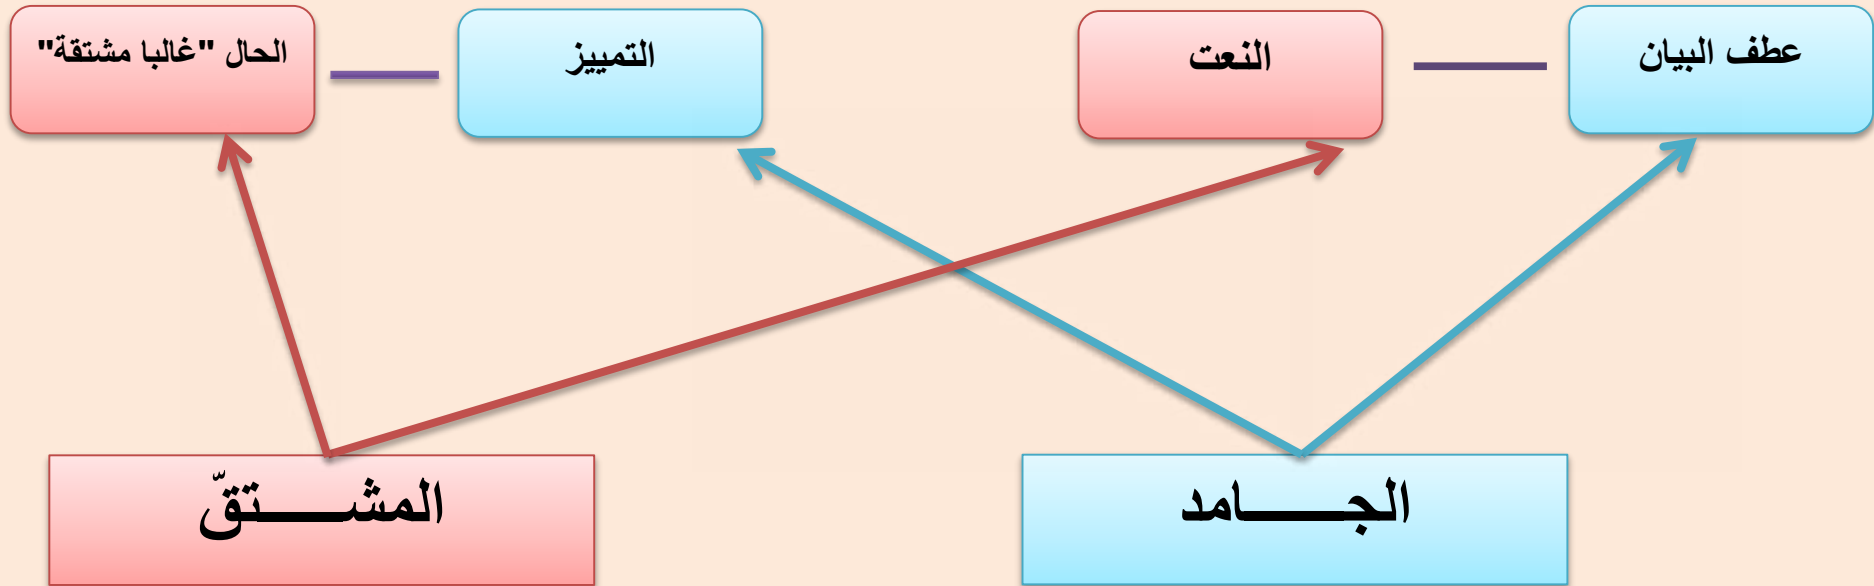 عطف البيان
النعت
التمييز
الحال "غالبا مشتقة"
الجـــــامد
المشـــــتقّ